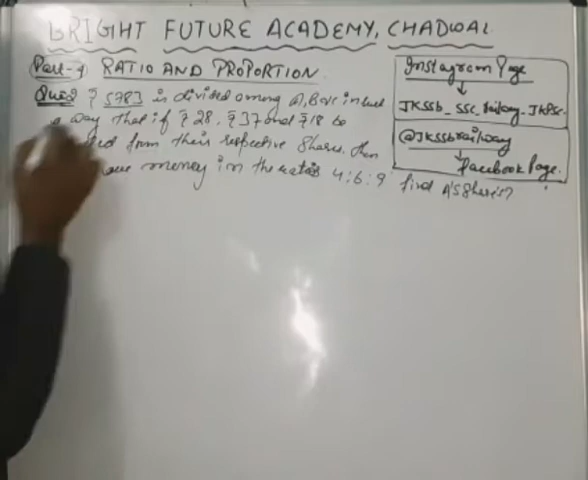 BRIGHT FUTURE ACADEMY, CHADWAL
Part-4 RATIO AND PROPORTION
₹ 5783 is divided among A, B & C in such
a way that if ₹ 28, ₹ 37 and ₹ 18 be
from their respective shares, then
money in the ratio 4:6:9 find A's Share?
Instagram Page
↓
JKSSb_SSC_Railway_JKPSC.
@JKSSbrailway
Facebook Page.